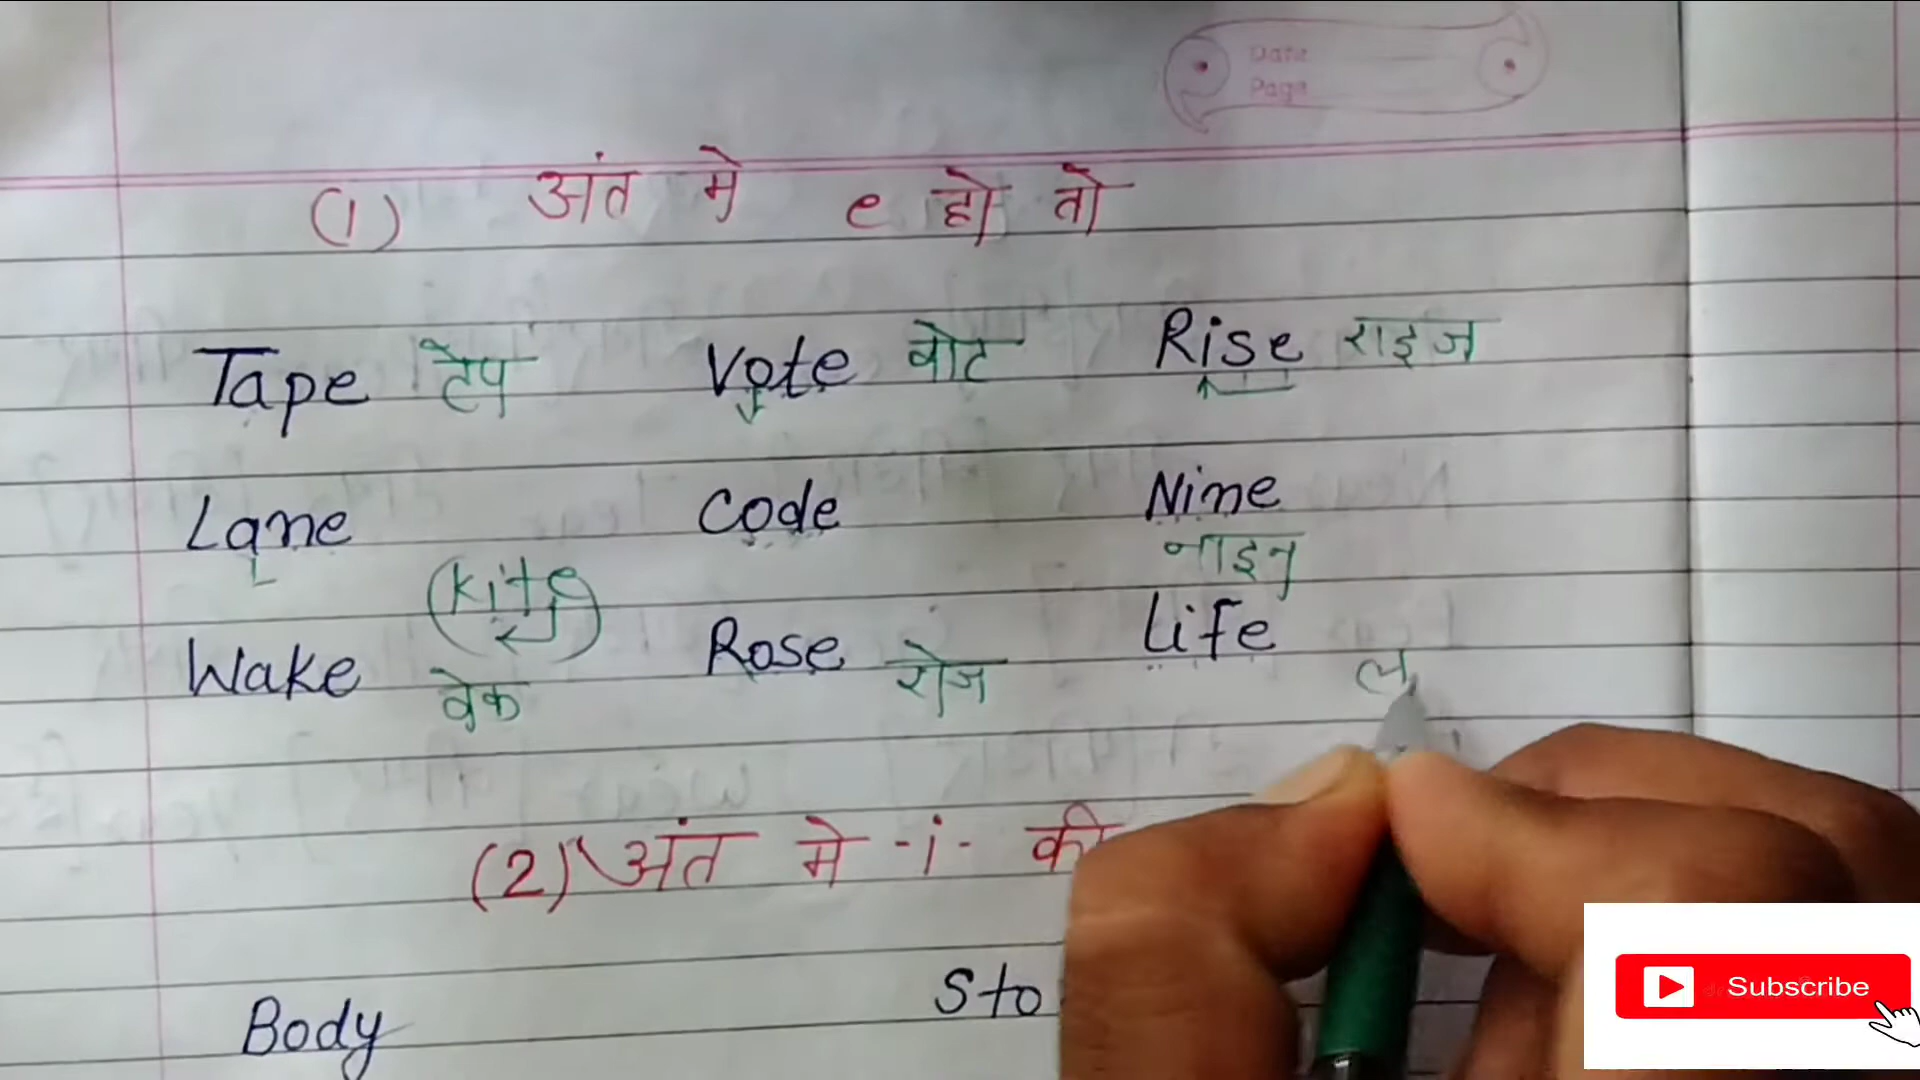 Date
Page
(1) अंत मे e हो तो
Tape टेप Vote वोट Rise राइज
Lane Code Nine
(Kite) नाइन
Wake वेक Rose रोज Life ल
(2) अंत मे -i- की
Body Sto
Subscribe